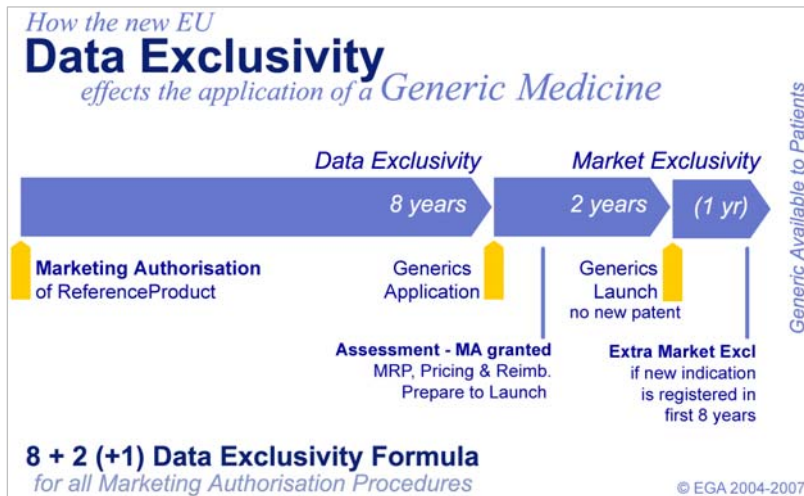 How the new EU
Data Exclusivity
effects the application of a Generic Medicine
Data Exclusivity
Market Exclusivity
8 years
2 years
(1 yr)
Generic Available to Patients
Marketing Authorisation
of ReferenceProduct
Generics
Application
Generics
Launch
no new patent
Assessment - MA granted
MRP, Pricing & Reimb.
Prepare to Launch
Extra Market Excl
if new indication
is registered in
first 8 years
8 + 2 (+1) Data Exclusivity Formula
for all Marketing Authorisation Procedures
© EGA 2004-2007